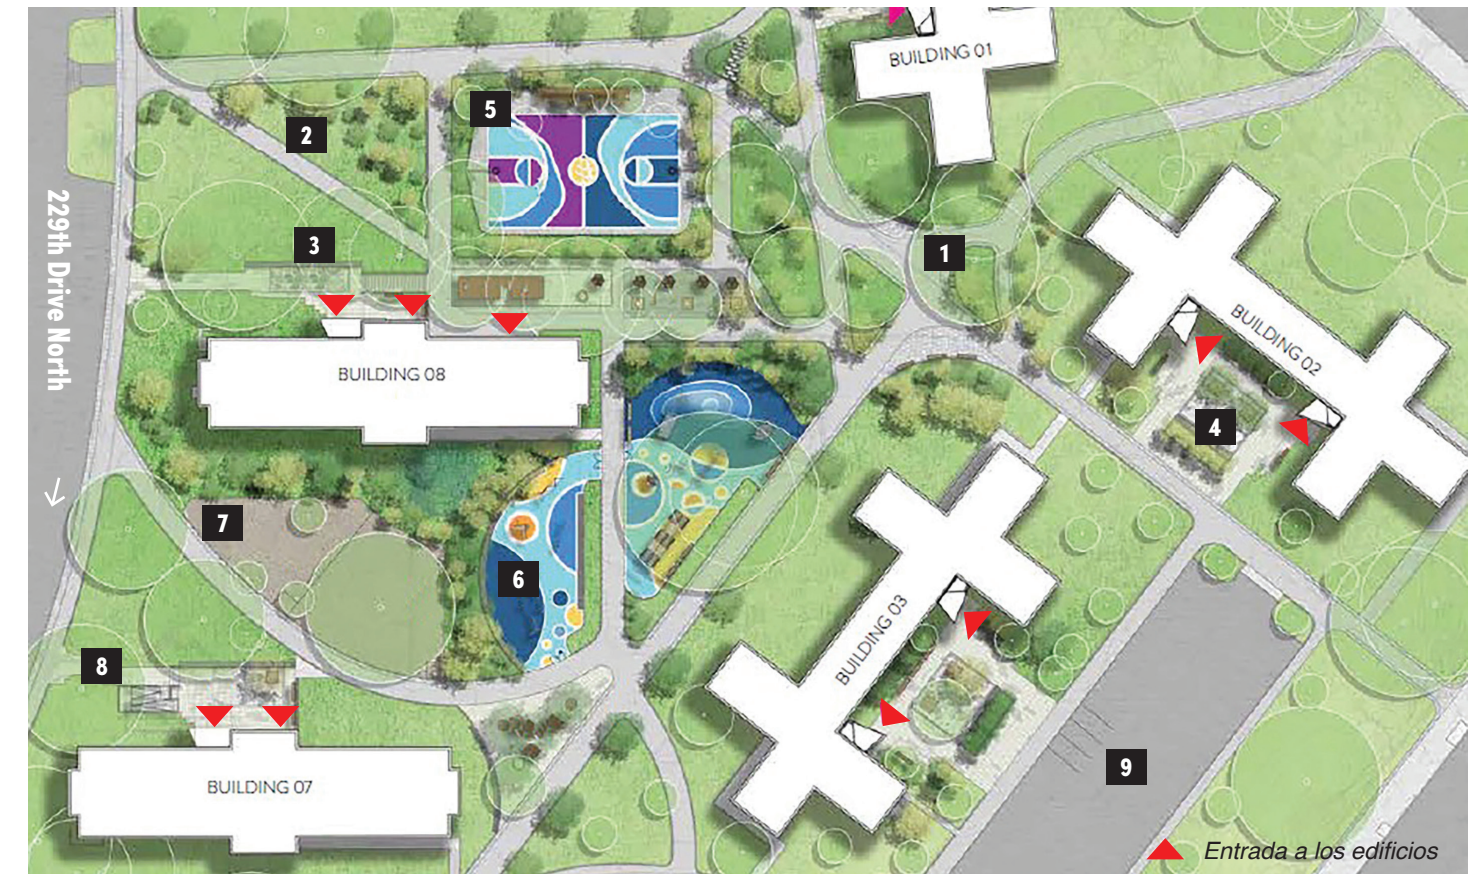 BUILDING 01
5
2
229th Drive North
3
1
BUILDING 02
BUILDING 08
4
7
6
BUILDING 03
8
9
BUILDING 07
Entrada a los edificios